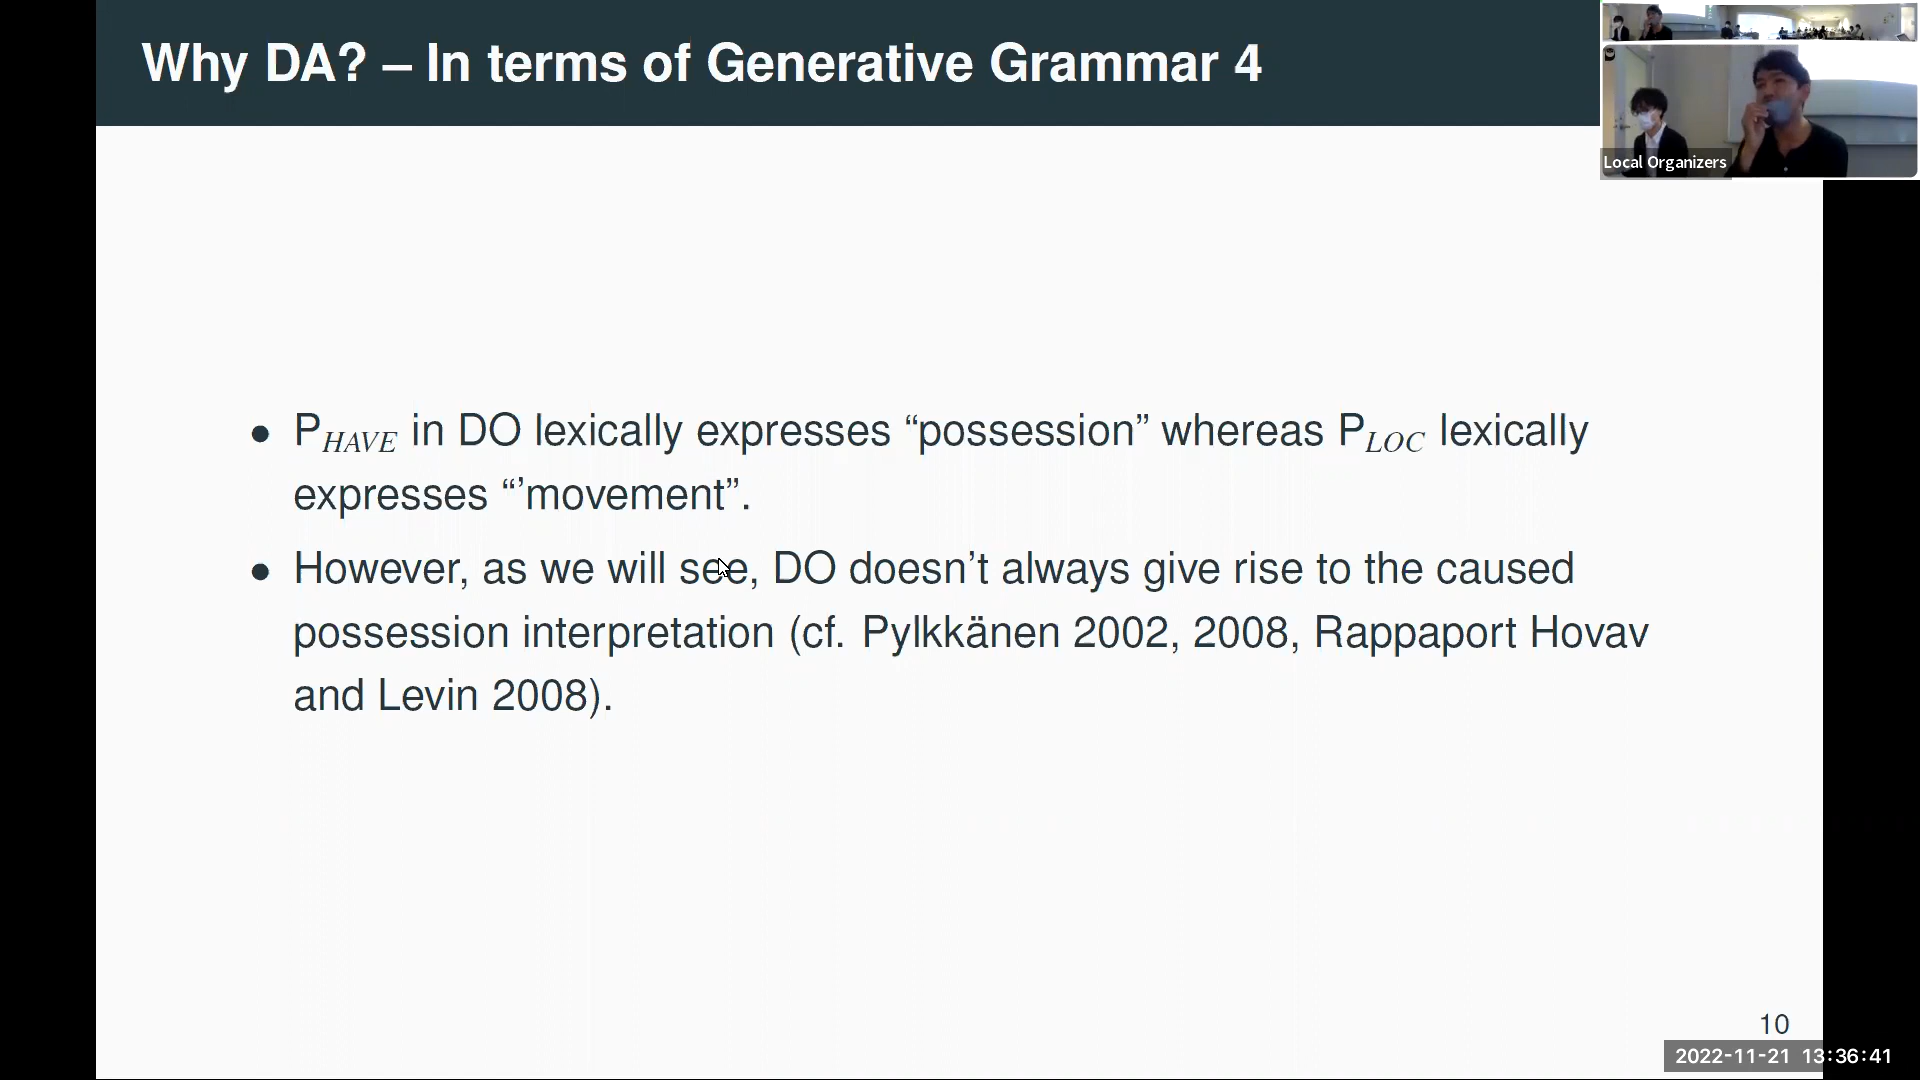 Why DA? – In terms of Generative Grammar 4
Local Organizers
● P_HAVE in DO lexically expresses “possession” whereas P_LOC lexically
expresses “’movement”.
● However, as we will see, DO doesn’t always give rise to the caused
possession interpretation (cf. Pylkkänen 2002, 2008, Rappaport Hovav
and Levin 2008).
10
2022-11-21 13:36:41